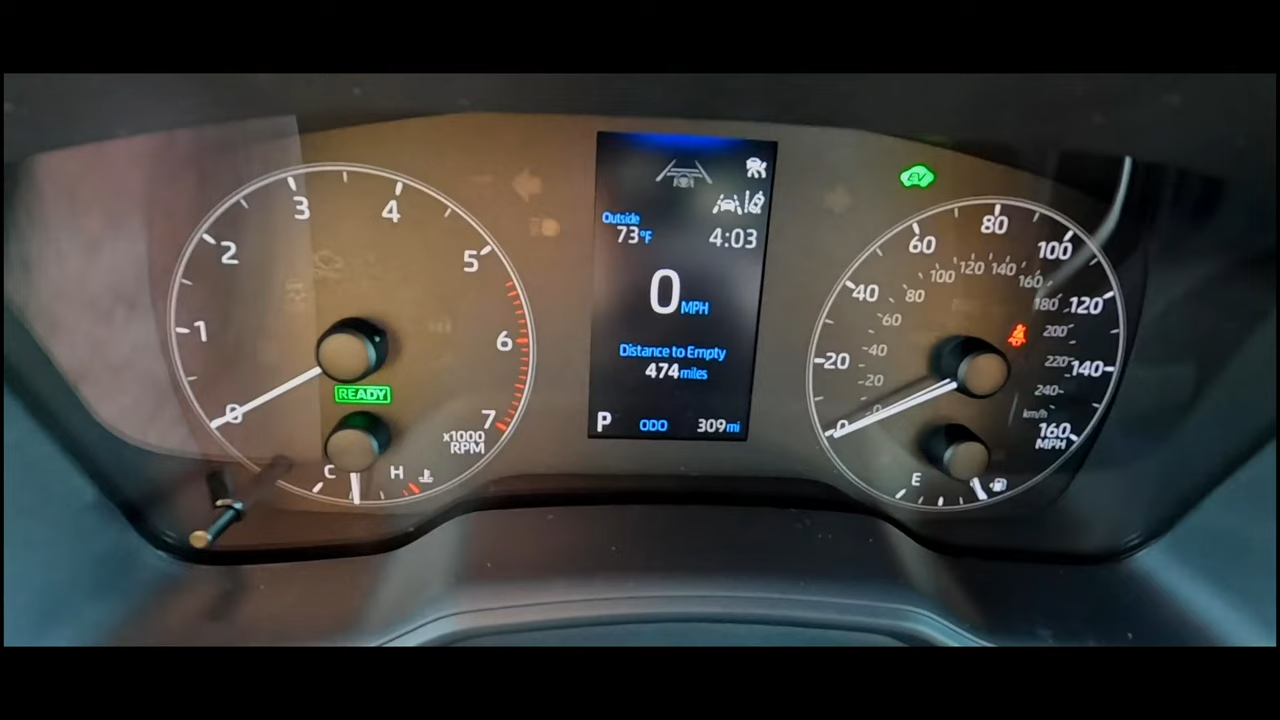 1
2
3
4
5
6
7
0
x1000
RPM
READY
C
H
Outside
73°F
4:03
0 MPH
Distance to Empty
474 miles
P ODO 309 mi
EV
0
20
40
60
80
100
120
140
160
MPH
0
20
40
60
80
100
120
140
160
180
200
220
240
km/h
E